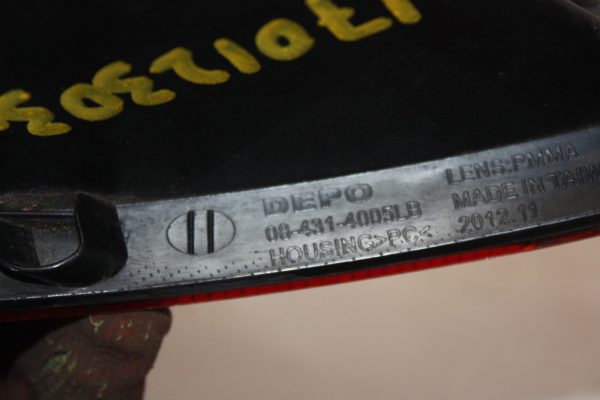 DEPO
08-431-4005LB
HOUSING>PC<
LENS:PMMA
MADE IN TAIW
2012.11